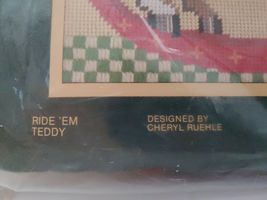 RIDE 'EM
TEDDY
DESIGNED BY
CHERYL RUEHLE